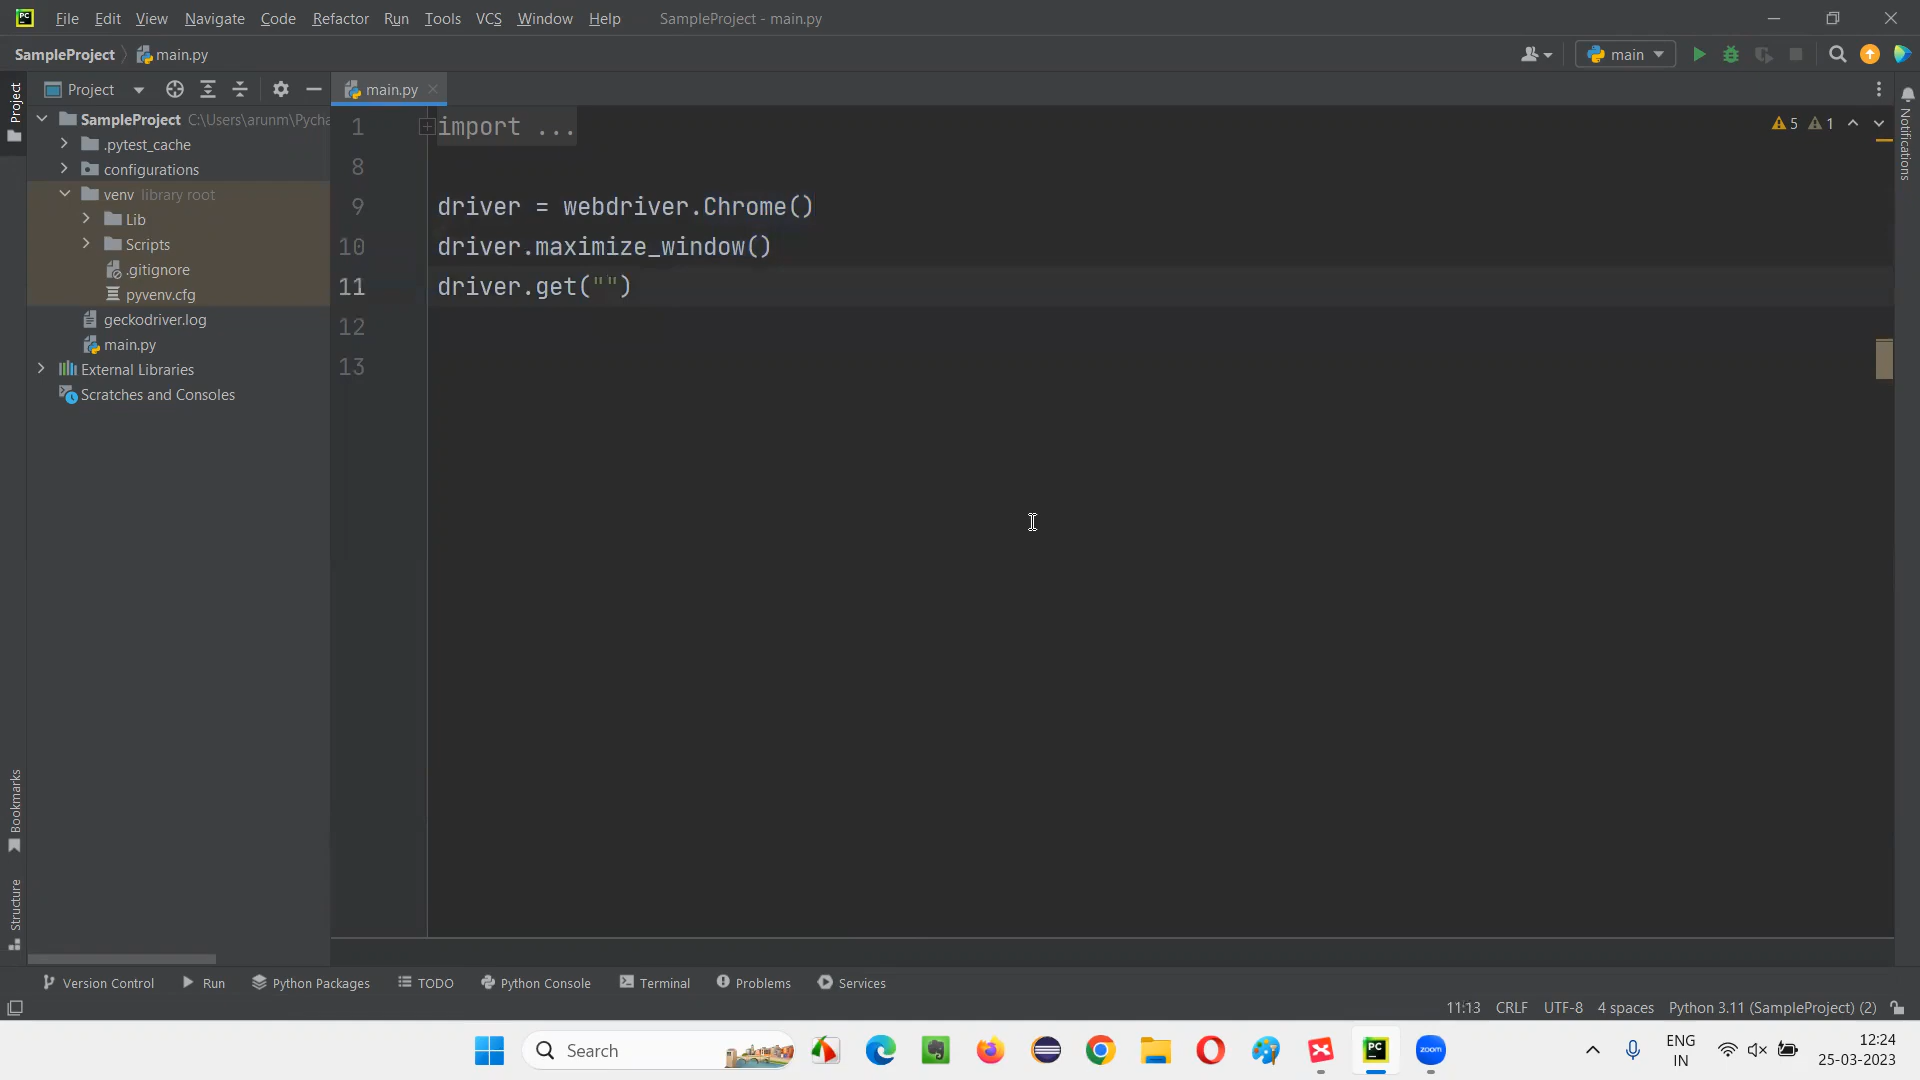 File Edit View Navigate Code Refactor Run Tools VCS Window Help SampleProject - main.py
SampleProject main.py
main
Project
main.py
Project
SampleProject C:\Users\arunm\Pycha
.pytest_cache
configurations
venv library root
Lib
Scripts
.gitignore
pyvenv.cfg
geckodriver.log
main.py
External Libraries
Scratches and Consoles
1 import ...
8
9 driver = webdriver.Chrome()
10 driver.maximize_window()
11 driver.get("")
12
13
5 1
Notifications
Bookmarks
Structure
Version Control Run Python Packages TODO Python Console Terminal Problems Services
11:13 CRLF UTF-8 4 spaces Python 3.11 (SampleProject) (2)
Search
PC
zoom
ENG
IN
12:24
25-03-2023